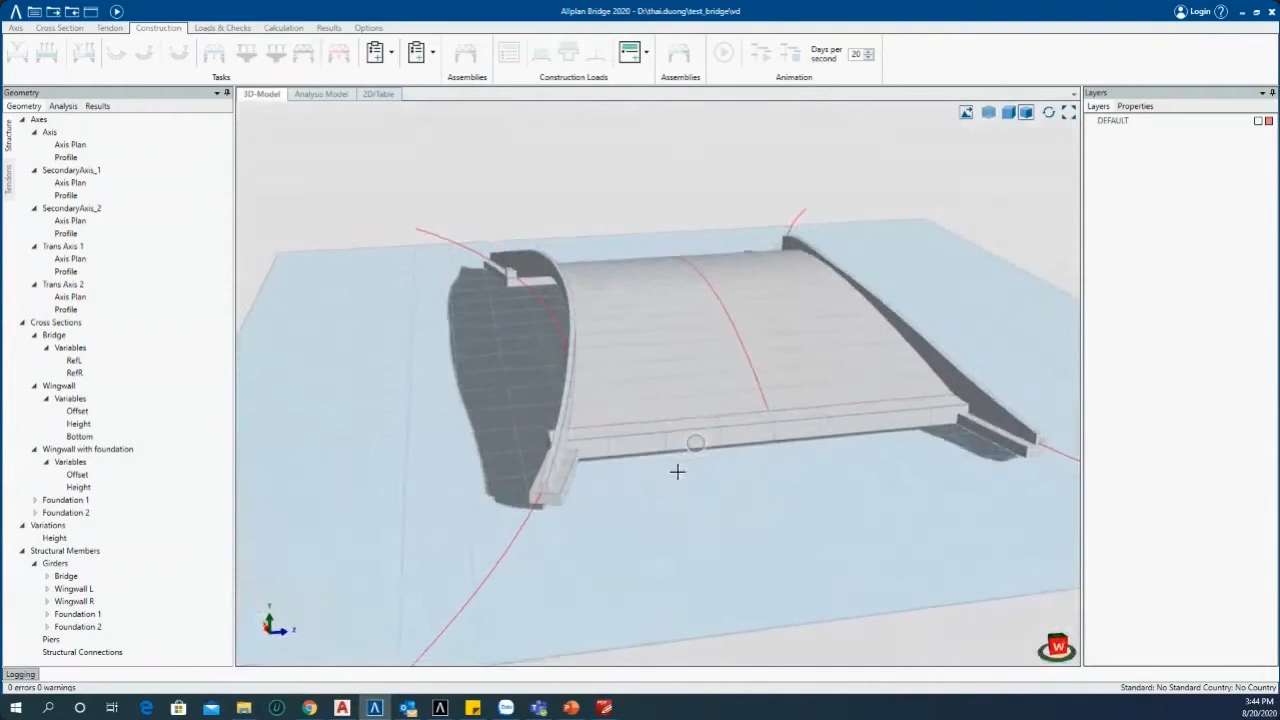 Allplan Bridge 2020 - D:\thai.duong\test_bridge\vd
Login
Axis Cross Section Tendon Construction Loads & Checks Calculation Results Options
Days per second 20
Tasks Assemblies Construction Loads Assemblies Animation
Geometry
Geometry Analysis Results
Structure
Tendons
Axes
Axis
Axis Plan
Profile
SecondaryAxis_1
Axis Plan
Profile
SecondaryAxis_2
Axis Plan
Profile
Trans Axis 1
Axis Plan
Profile
Trans Axis 2
Axis Plan
Profile
Cross Sections
Bridge
Variables
RefL
RefR
Wingwall
Variables
Offset
Height
Bottom
Wingwall with foundation
Variables
Offset
Height
Foundation 1
Foundation 2
Variations
Height
Structural Members
Girders
Bridge
Wingwall L
Wingwall R
Foundation 1
Foundation 2
Piers
Structural Connections
3D-Model Analysis Model 2D/Table
Y
Z
W
Layers
Layers Properties
DEFAULT
Logging
0 errors 0 warnings
Standard: No Standard Country: No Country
3:44 PM
8/20/2020